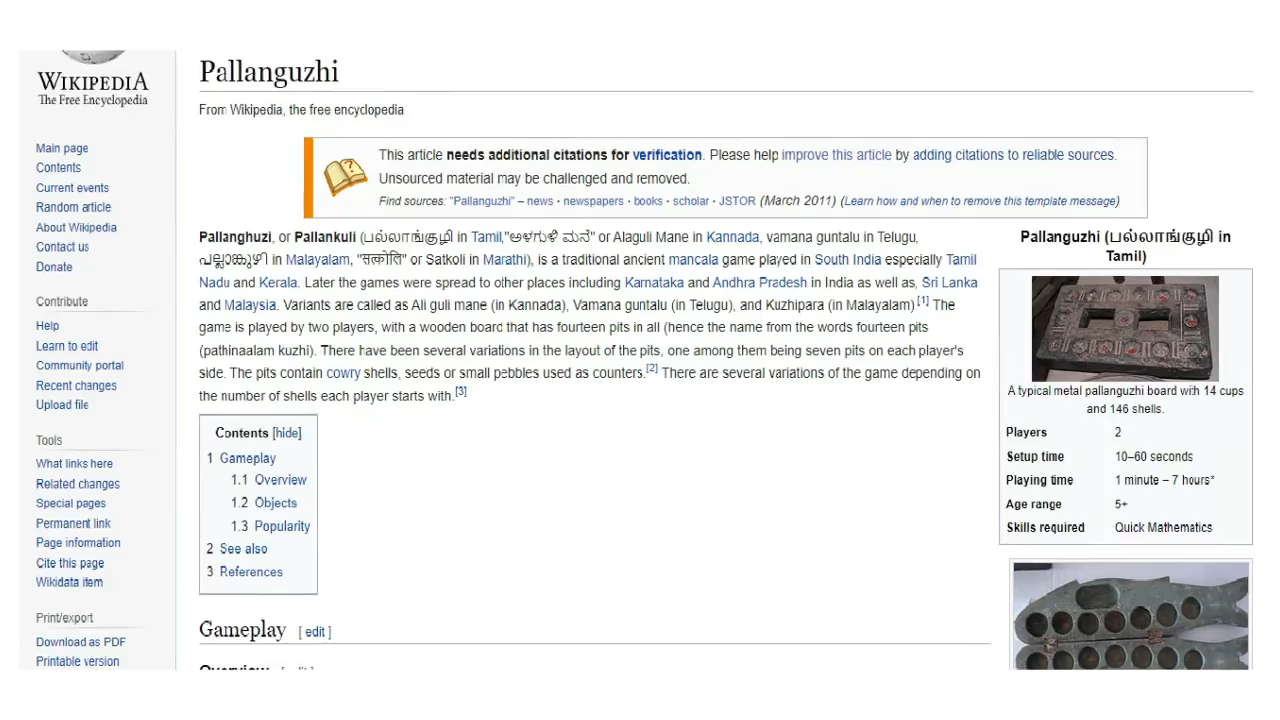 WIKIPEDIA
The Free Encyclopedia
Main page
Contents
Current events
Random article
About Wikipedia
Contact us
Donate
Contribute
Help
Learn to edit
Community portal
Recent changes
Upload file
Tools
What links here
Related changes
Special pages
Permanent link
Page information
Cite this page
Wikidata item
Print/export
Download as PDF
Printable version
Pallanguzhi
From Wikipedia, the free encyclopedia
This article needs additional citations for verification. Please help improve this article by adding citations to reliable sources.
Unsourced material may be challenged and removed.
Find sources: "Pallanguzhi" – news · newspapers · books · scholar · JSTOR (March 2011) (Learn how and when to remove this template message)
Pallanghuzi, or Pallankuli (பல்லாங்குழி in Tamil,"ಅಳಗುಳಿ ಮನೆ" or Alaguli Mane in Kannada, vamana guntalu in Telugu,
പല്ലാങ്കുഴി in Malayalam, "सत्कोलि" or Satkoli in Marathi), is a traditional ancient mancala game played in South India especially Tamil
Nadu and Kerala. Later the games were spread to other places including Karnataka and Andhra Pradesh in India as well as, Sri Lanka
and Malaysia. Variants are called as Ali guli mane (in Kannada), Vamana guntalu (in Telugu), and Kuzhipara (in Malayalam).[1] The
game is played by two players, with a wooden board that has fourteen pits in all (hence the name from the words fourteen pits
(pathinaalam kuzhi). There have been several variations in the layout of the pits, one among them being seven pits on each player's
side. The pits contain cowry shells, seeds or small pebbles used as counters.[2] There are several variations of the game depending on
the number of shells each player starts with.[3]
Contents [hide]
1 Gameplay
1.1 Overview
1.2 Objects
1.3 Popularity
2 See also
3 References
Gameplay [ edit ]
Overview [ edit ]
Pallanguzhi (பல்லாங்குழி in
Tamil)
A typical metal pallanguzhi board with 14 cups
and 146 shells.
Players 2
Setup time 10–60 seconds
Playing time 1 minute – 7 hours*
Age range 5+
Skills required Quick Mathematics